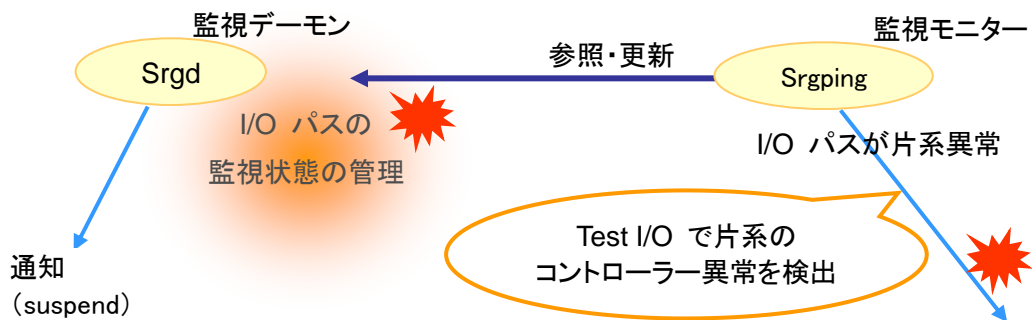 監視デーモン
Srgd
I/O パスの
監視状態の管理
通知
(suspend)
参照・更新
監視モニター
Srgping
I/O パスが片系異常
Test I/O で片系の
コントローラー異常を検出